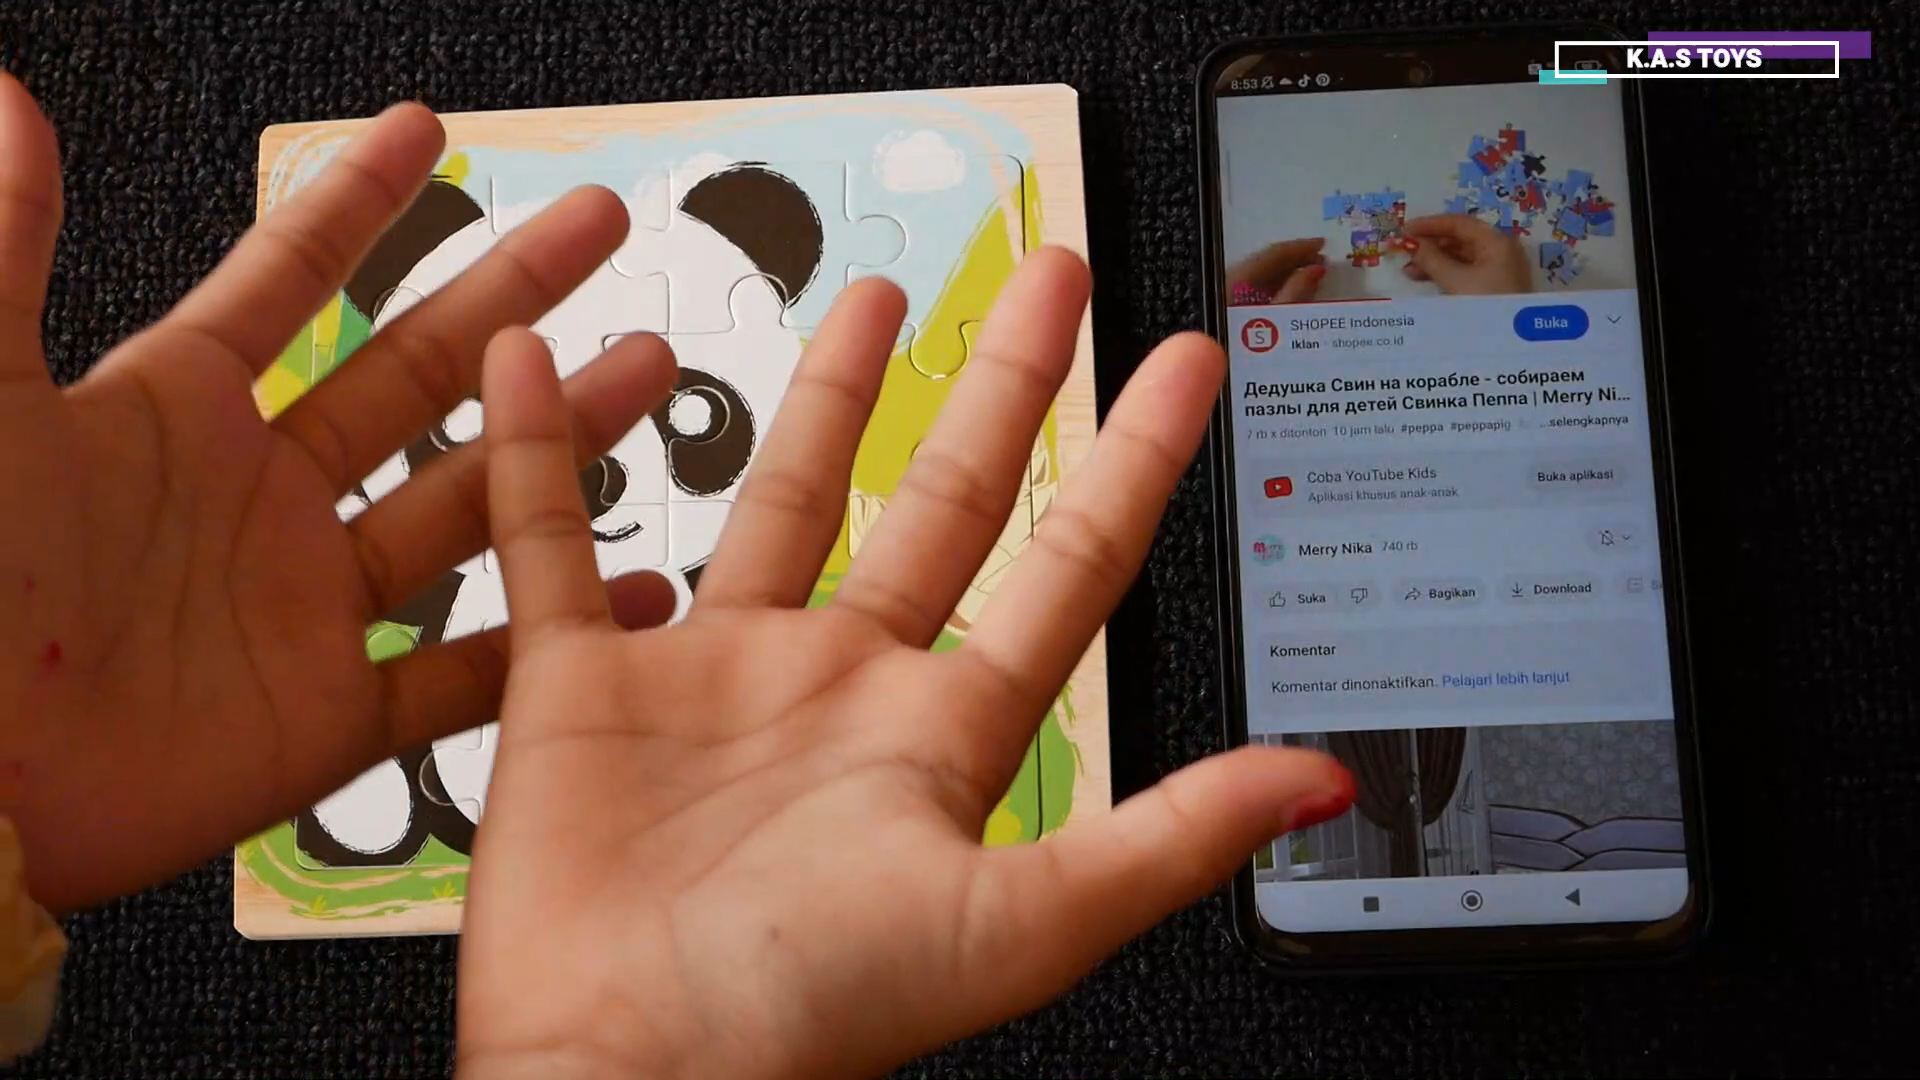 K.A.S TOYS
8:53
SHOPEE Indonesia
Iklan · shopee.co.id
Buka
Дедушка Свин на корабле - собираем
пазлы для детей Свинка Пеппа | Merry Ni...
7 rb x ditonton 10 jam lalu #peppa #peppapig ...selengkapnya
Coba YouTube Kids
Aplikasi khusus anak-anak
Buka aplikasi
Merry Nika 740 rb
Suka
Bagikan
Download
Komentar
Komentar dinonaktifkan. Pelajari lebih lanjut